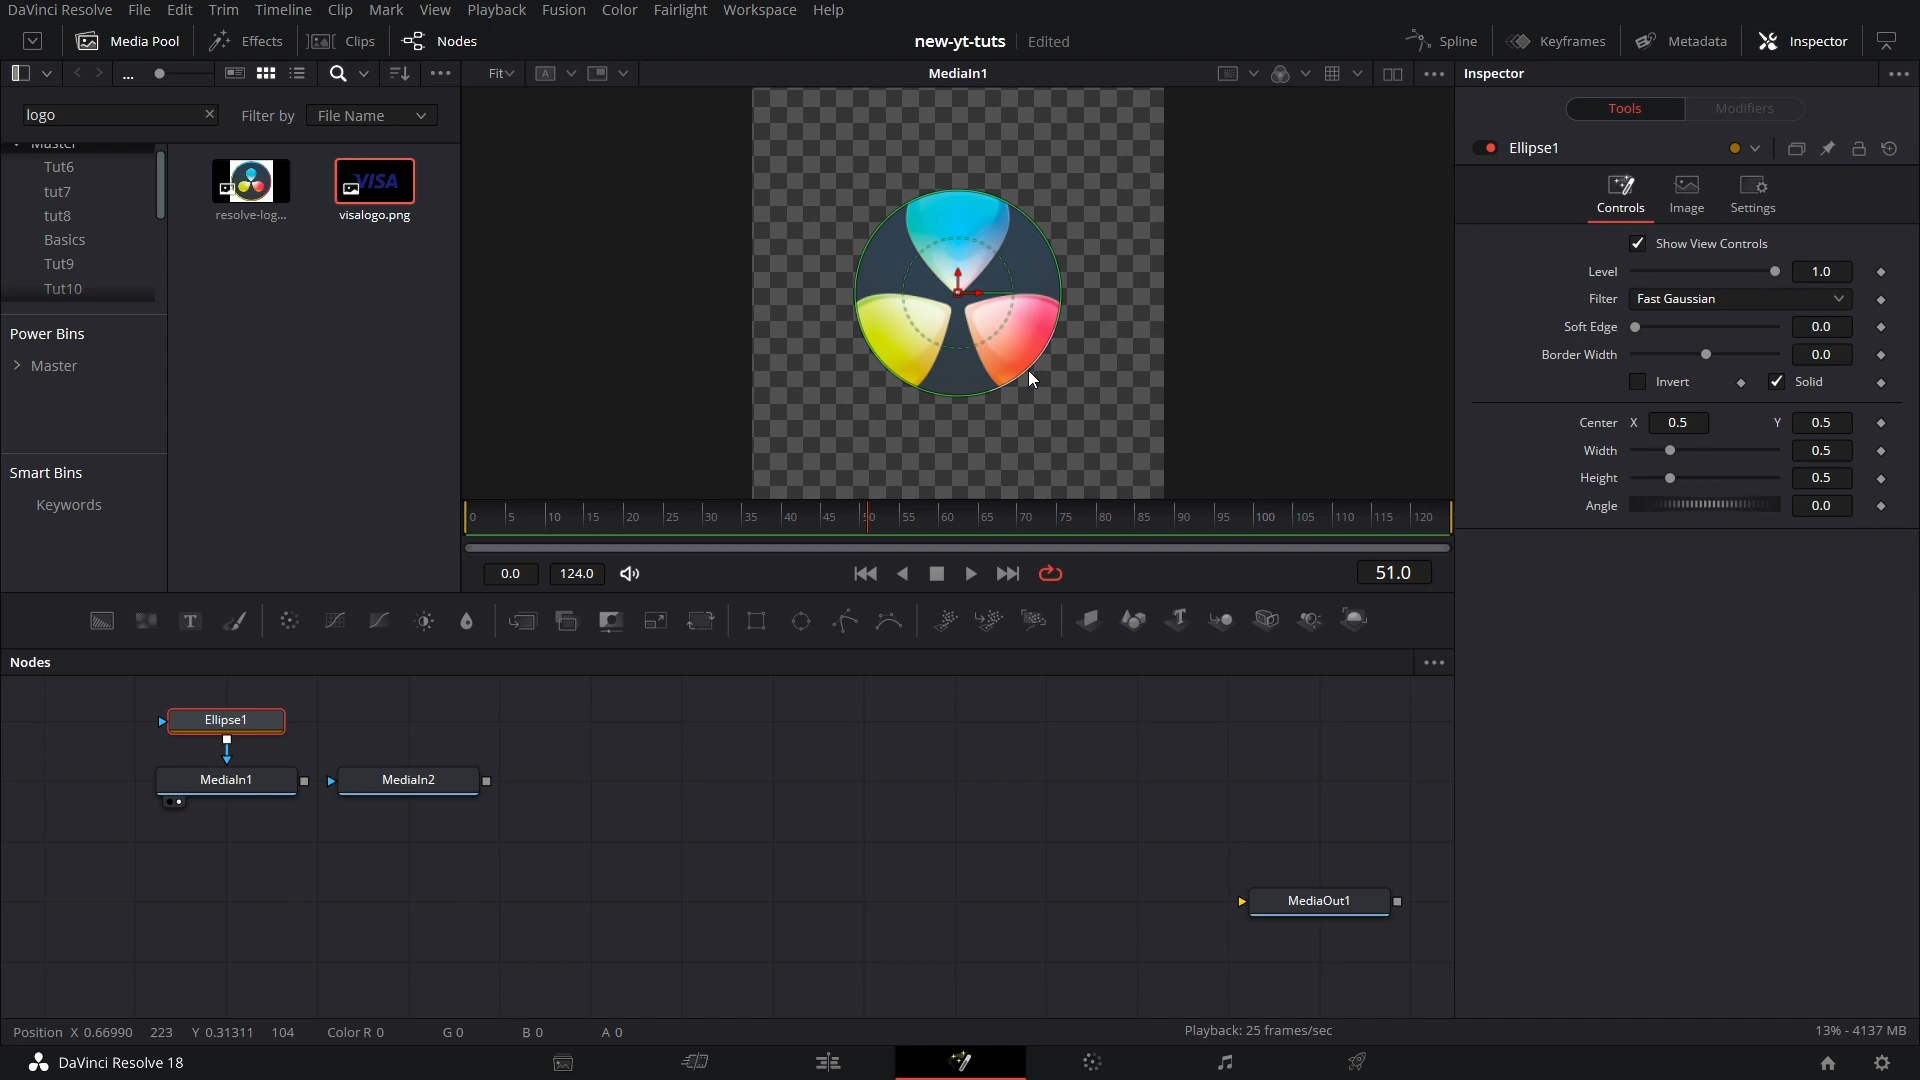 DaVinci Resolve File Edit Trim Timeline Clip Mark View Playback Fusion Color Fairlight Workspace Help
Media Pool Effects Clips Nodes new-yt-tuts Edited Spline Keyframes Metadata Inspector
... Fit A MediaIn1 Inspector
logo Filter by File Name
Tools Modifiers
Master
Ellipse1
Tut6
tut7
tut8
Basics
Tut9
Tut10
VISA
resolve-log... visalogo.png
Controls Image Settings
Show View Controls
Level 1.0
Filter Fast Gaussian
Soft Edge 0.0
Border Width 0.0
Invert Solid
Center X 0.5 Y 0.5
Width 0.5
Height 0.5
Angle 0.0
Power Bins
Master
Smart Bins
Keywords
0 5 10 15 20 25 30 35 40 45 50 55 60 65 70 75 80 85 90 95 100 105 110 115 120
0.0 124.0 51.0
T T
Nodes
Ellipse1
MediaIn1 MediaIn2
MediaOut1
Position X 0.66990 223 Y 0.31311 104 Color R 0 G 0 B 0 A 0 Playback: 25 frames/sec 13% - 4137 MB
DaVinci Resolve 18